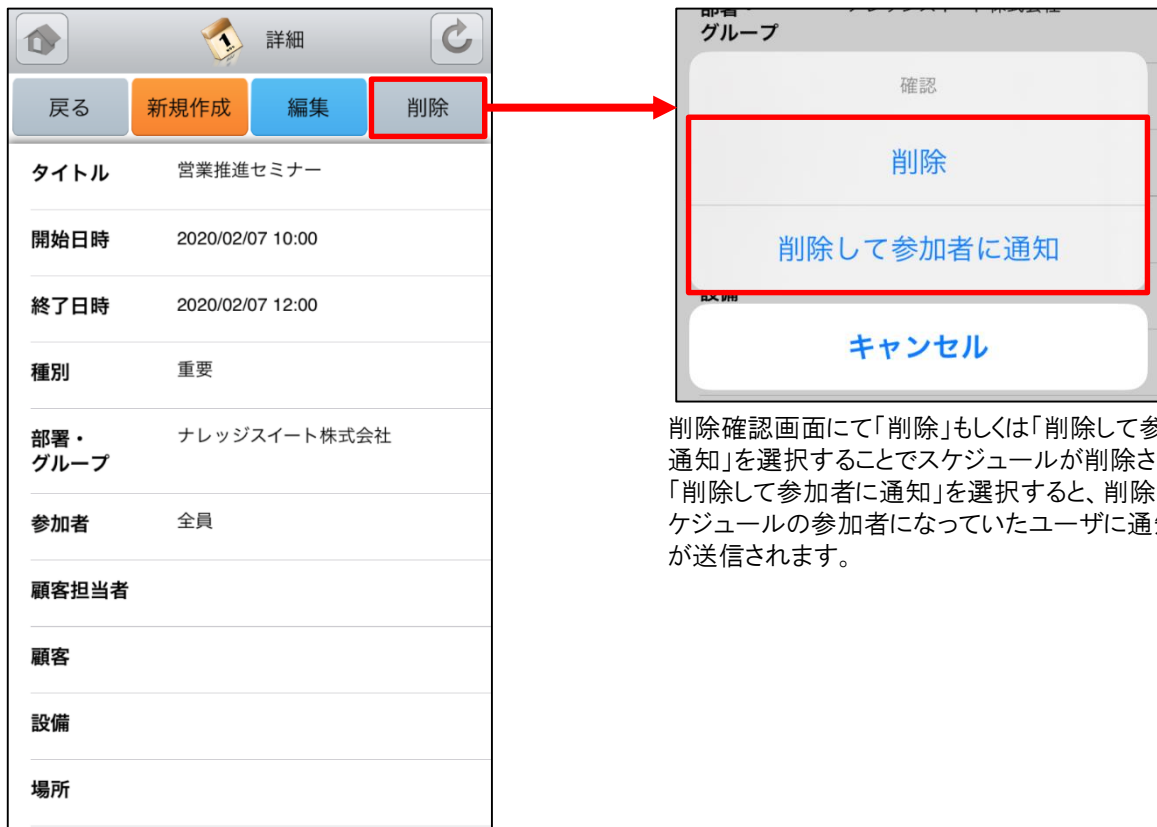 詳細
戻る 新規作成 編集 削除
タイトル 営業推進セミナー
開始日時 2020/02/07 10:00
終了日時 2020/02/07 12:00
種別 重要
部署・
グループ ナレッジスイート株式会社
参加者 全員
顧客担当者
顧客
設備
場所
グループ
確認
削除
削除して参加者に通知
設備
キャンセル
削除確認画面にて「削除」もしくは「削除して参
通知」を選択することでスケジュールが削除さ
「削除して参加者に通知」を選択すると、削除
ケジュールの参加者になっていたユーザに通
が送信されます。